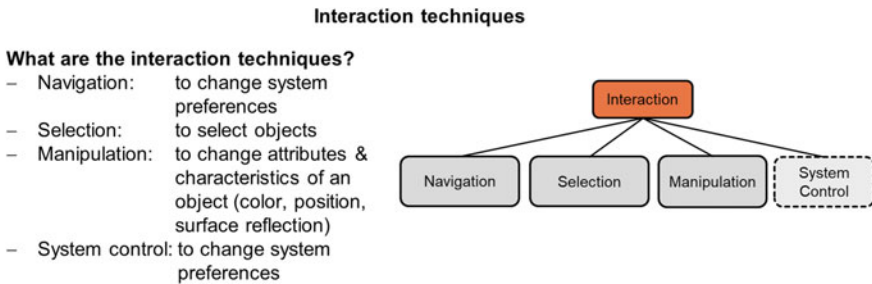 Interaction techniques
What are the interaction techniques?
– Navigation: to change system
preferences
– Selection: to select objects
– Manipulation: to change attributes &
characteristics of an
object (color, position,
surface reflection)
– System control: to change system
preferences
Interaction
Navigation
Selection
Manipulation
System
Control